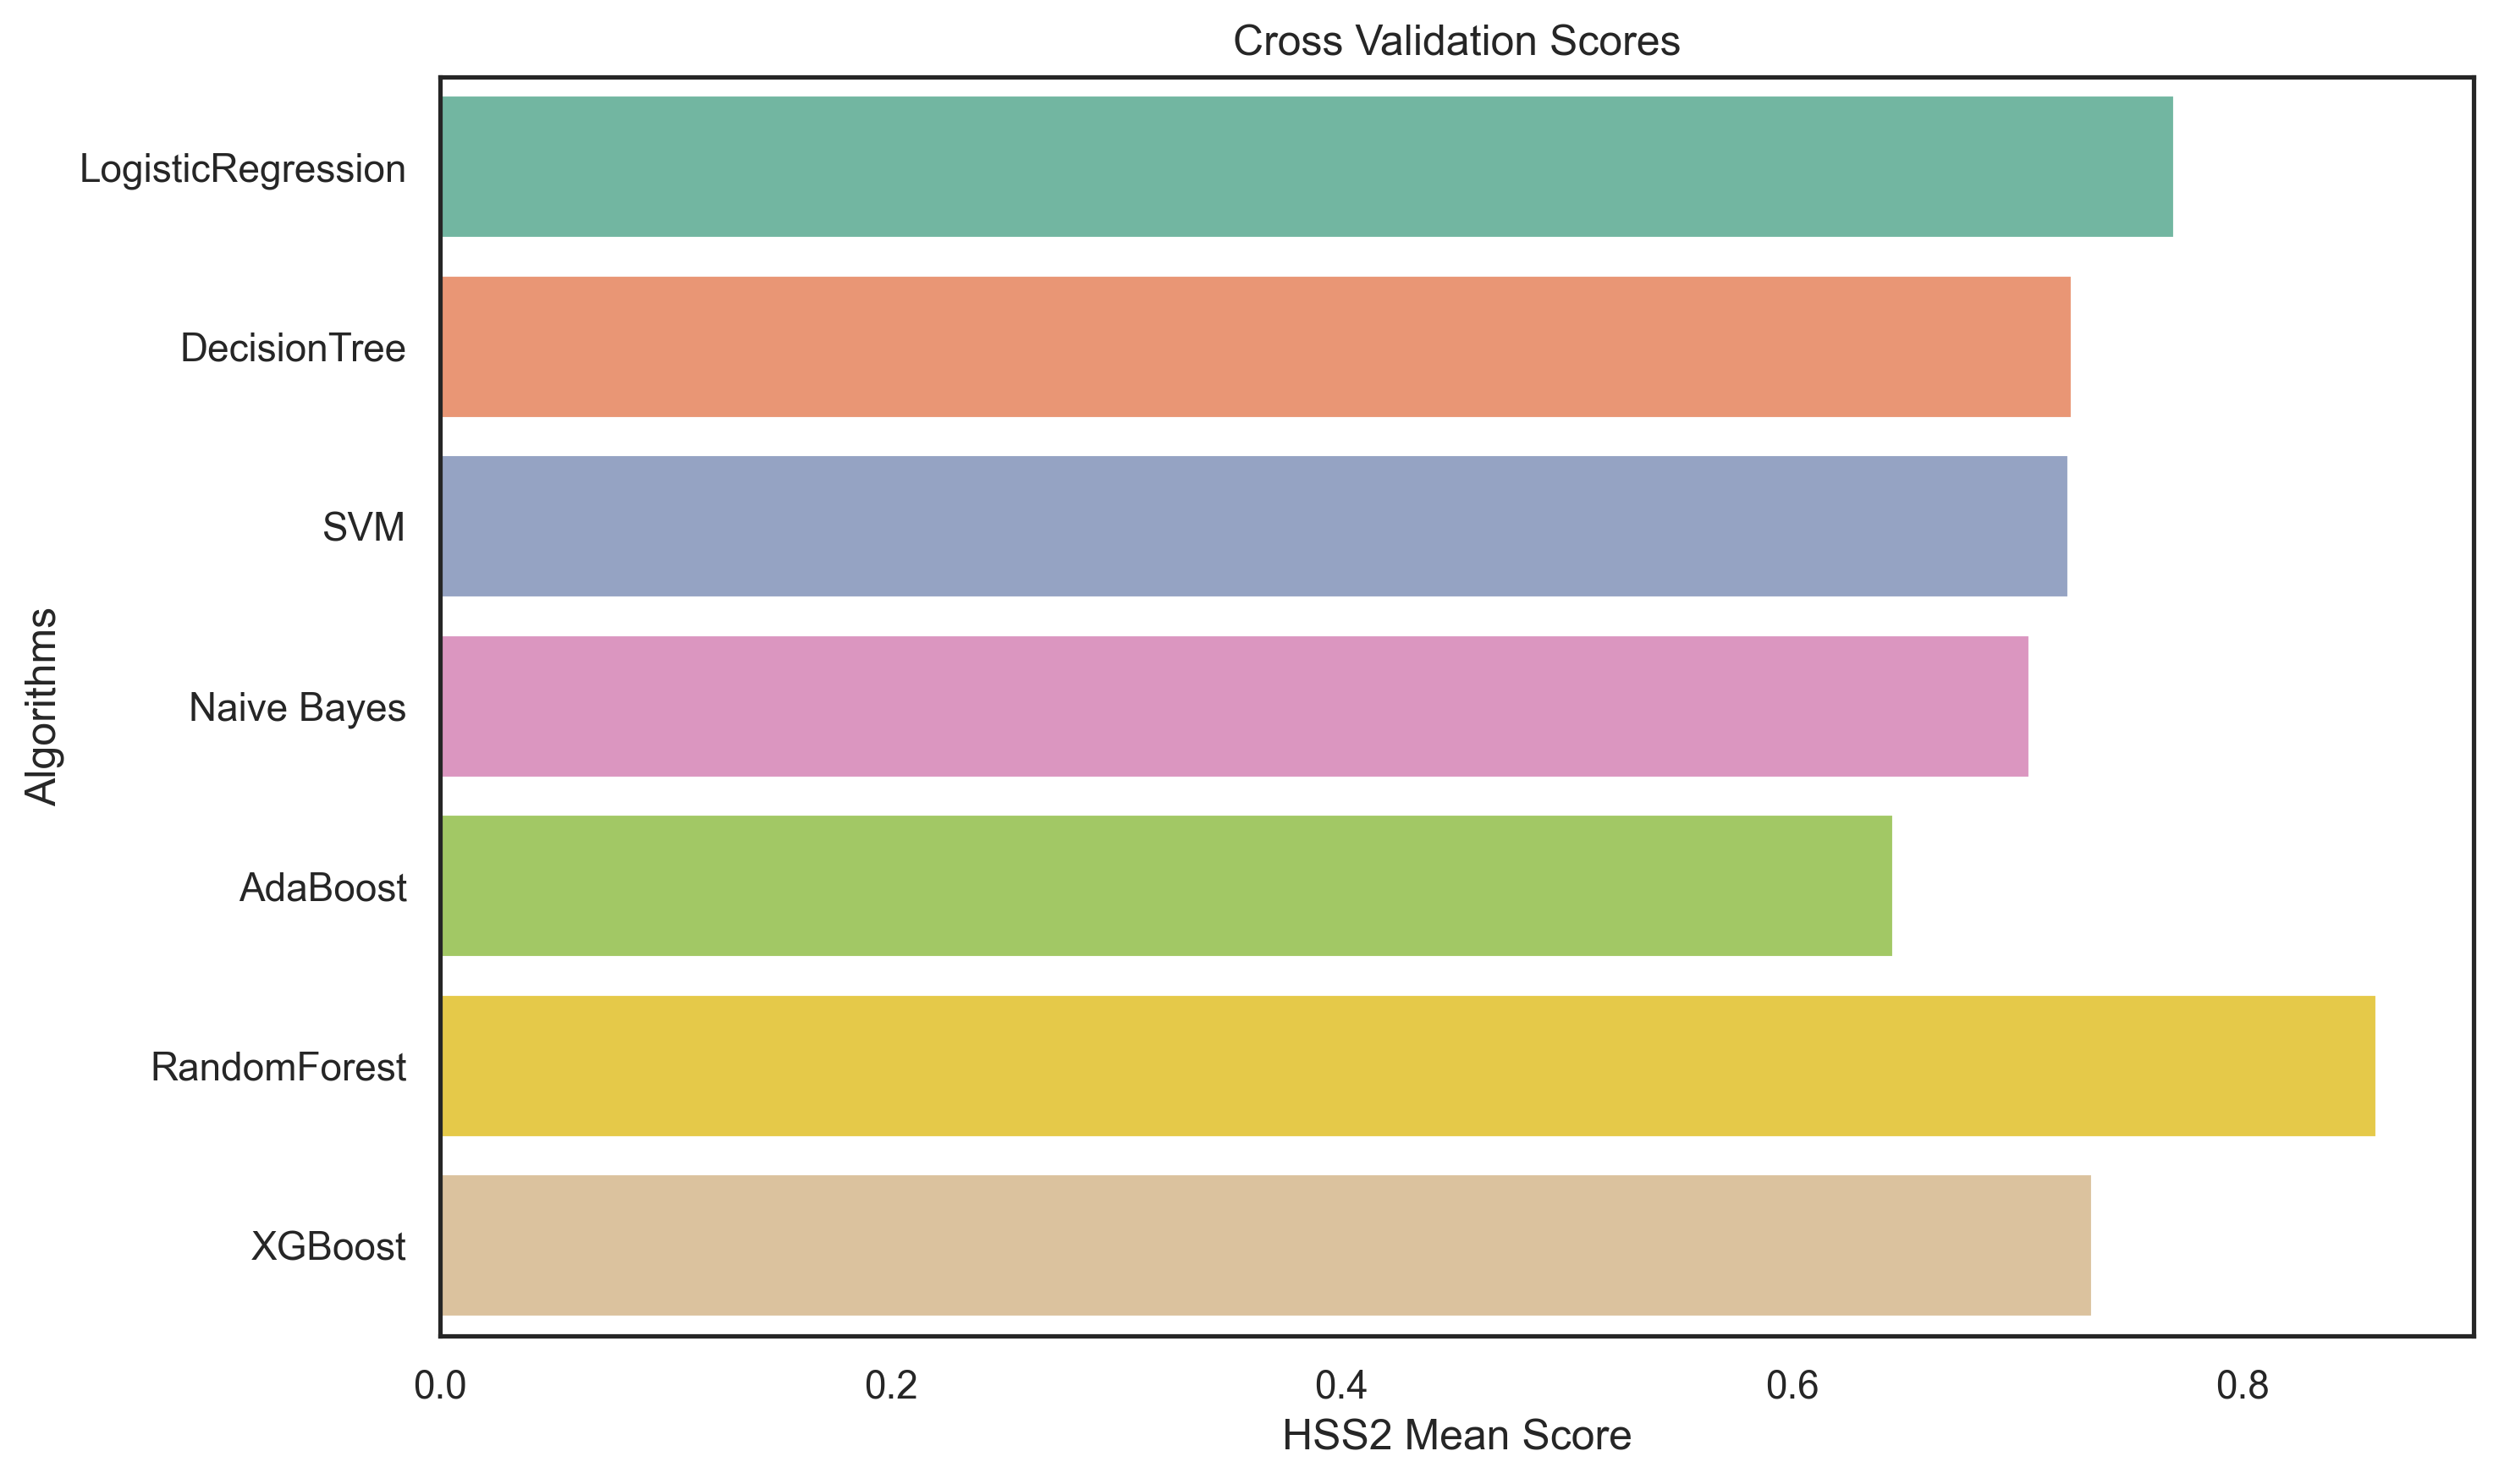 Cross Validation Scores
LogisticRegression
DecisionTree
SVM
Naive Bayes
AdaBoost
RandomForest
XGBoost
Algorithms
0.0 0.2 0.4 0.6 0.8
HSS2 Mean Score